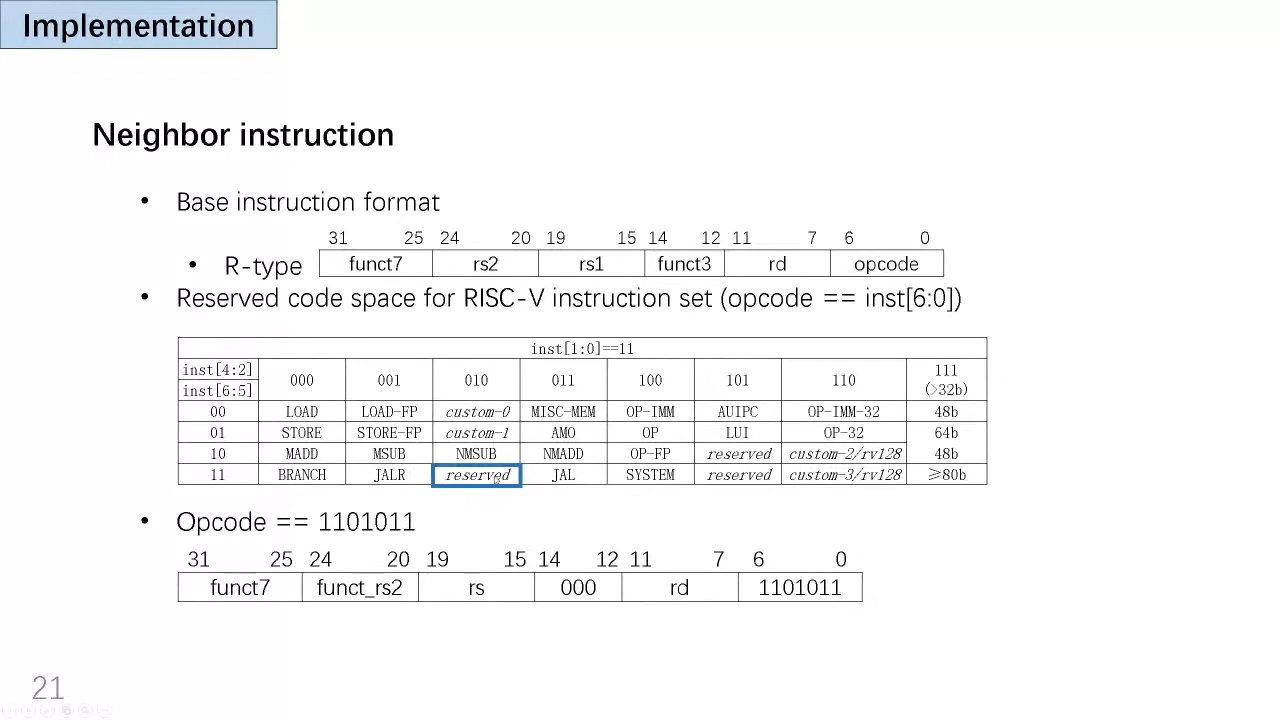 Implementation
Neighbor instruction
• Base instruction format
31 25 24 20 19 15 14 12 11 7 6 0
• R-type funct7 rs2 rs1 funct3 rd opcode
• Reserved code space for RISC-V instruction set (opcode == inst[6:0])
inst[1:0]==11
inst[4:2] 000 001 010 011 100 101 110 111
inst[6:5] (>32b)
00 LOAD LOAD-FP custom-0 MISC-MEM OP-IMM AUIPC OP-IMM-32 48b
01 STORE STORE-FP custom-1 AMO OP LUI OP-32 64b
10 MADD MSUB NMSUB NMADD OP-FP reserved custom-2/rv128 48b
11 BRANCH JALR reserved JAL SYSTEM reserved custom-3/rv128 ≥80b
• Opcode == 1101011
31 25 24 20 19 15 14 12 11 7 6 0
funct7 funct_rs2 rs 000 rd 1101011
21